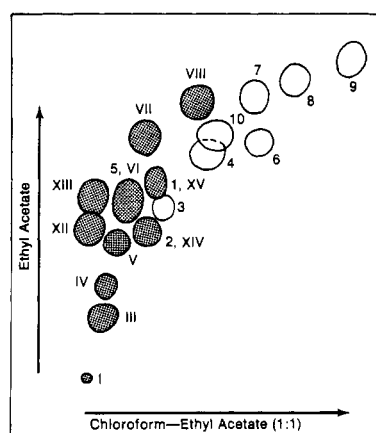 9
7
8
VIII
10
VII
4
6
5, VI
1, XV
XIII
3
XII
2, XIV
V
IV
III
I
Ethyl Acetate
Chloroform—Ethyl Acetate (1:1)